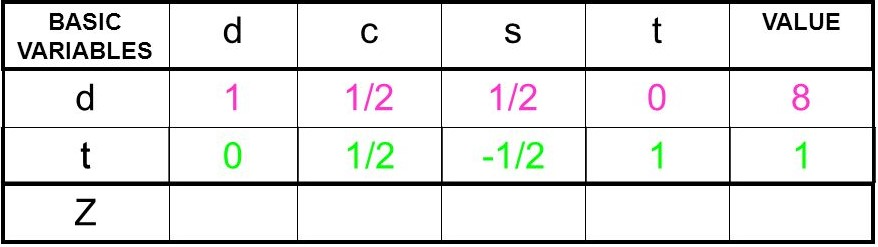 BASIC VARIABLES d c s t VALUE
d 1 1/2 1/2 0 8
t 0 1/2 -1/2 1 1
Z